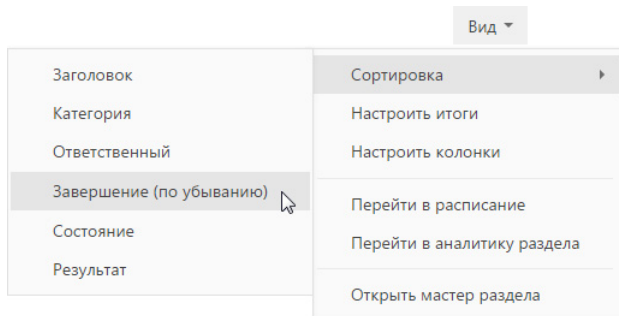 Вид
Сортировка
Настроить итоги
Настроить колонки
Перейти в расписание
Перейти в аналитику раздела
Открыть мастер раздела
Заголовок
Категория
Ответственный
Завершение (по убыванию)
Состояние
Результат